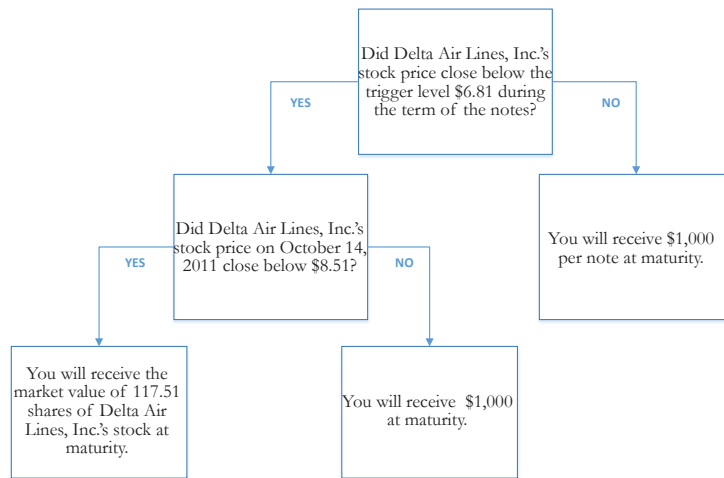 Did Delta Air Lines, Inc.'s
stock price close below the
trigger level $6.81 during
the term of the notes?
YES
NO
Did Delta Air Lines, Inc.'s
stock price on October 14,
2011 close below $8.51?
You will receive $1,000
per note at maturity.
YES
NO
You will receive the
market value of 117.51
shares of Delta Air
Lines, Inc.'s stock at
maturity.
You will receive $1,000
at maturity.